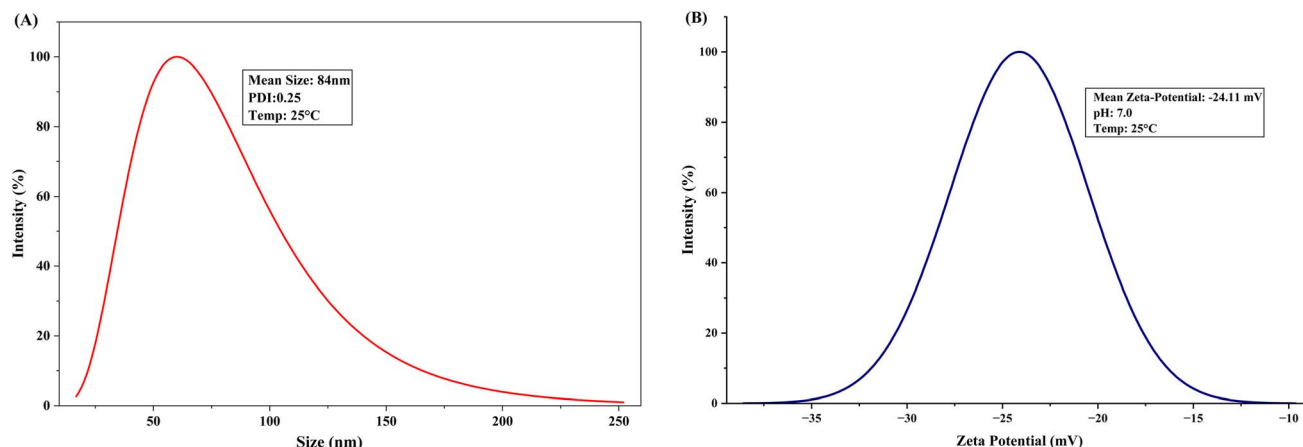 (A)
Mean Size: 84nm
PDI:0.25
Temp: 25°C
Intensity (%)
100
80
60
40
20
0
50
100
150
200
250
Size (nm)
(B)
Mean Zeta-Potential: -24.11 mV
pH: 7.0
Temp: 25°C
Intensity (%)
100
80
60
40
20
0
−35
−30
−25
−20
−15
−10
Zeta Potential (mV)